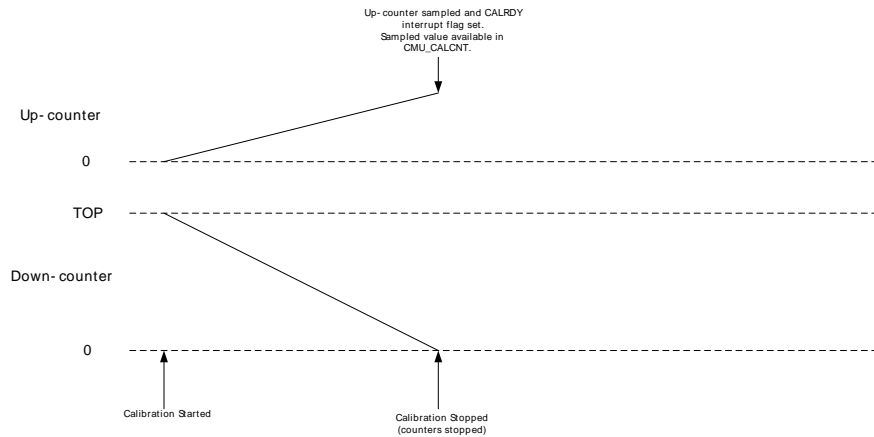 Up-counter sampled and CALRDY
interrupt flag set.
Sampled value available in
CMU_CALCNT.
Up-counter
0
TOP
Down-counter
0
Calibration Started
Calibration Stopped
(counters stopped)